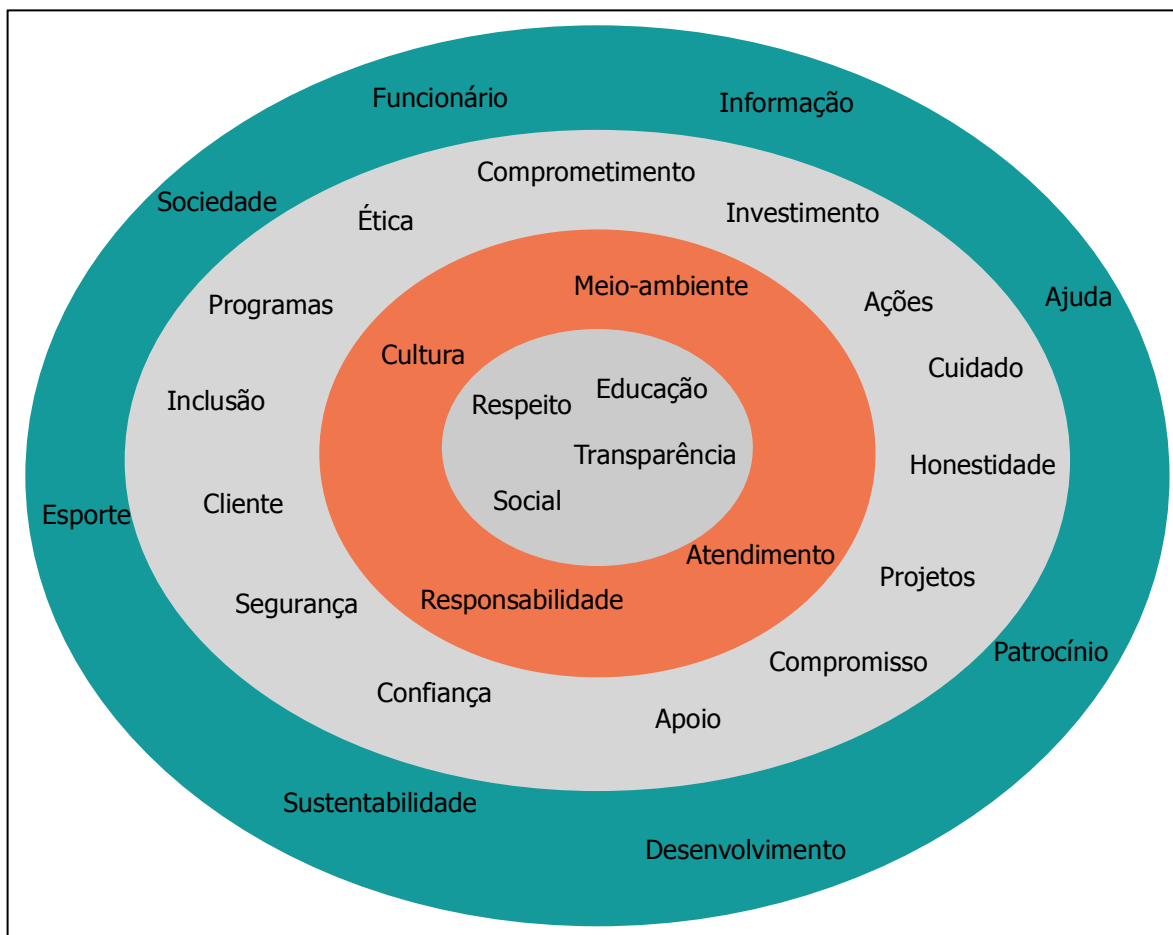 Funcionário
Informação
Comprometimento
Sociedade
Ética
Investimento
Meio-ambiente
Programas
Ações
Ajuda
Cultura
Cuidado
Educação
Inclusão
Respeito
Transparência
Honestidade
Social
Cliente
Esporte
Atendimento
Projetos
Segurança
Responsabilidade
Patrocínio
Compromisso
Confiança
Apoio
Sustentabilidade
Desenvolvimento